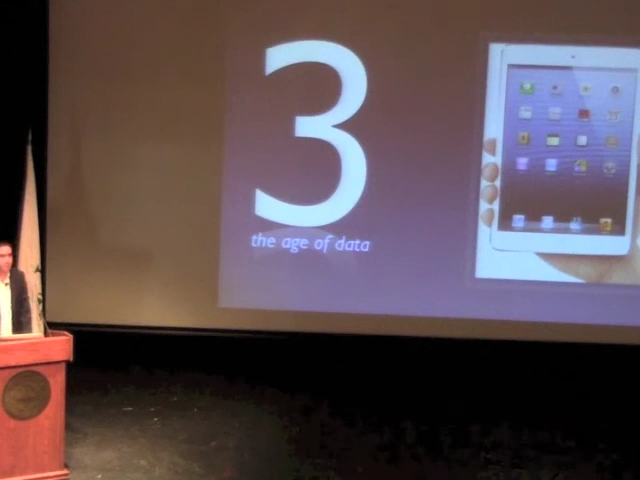 3
the age of data